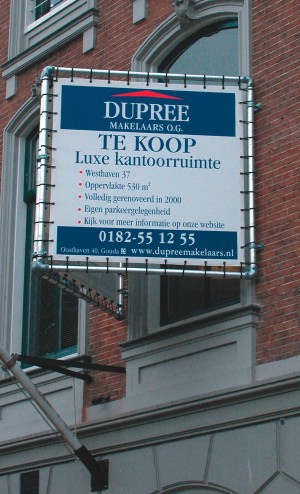 DUPREE
MAKELAARS O.G.
TE KOOP
Luxe kantoorruimte
• Westhaven 37
• Oppervlakte 530 m²
• Volledig gerenoveerd in 2000
• Eigen parkeergelegenheid
• Kijk voor meer informatie op onze website
0182-55 12 55
Oosthaven 40, Gouda www.dupreemakelaars.nl